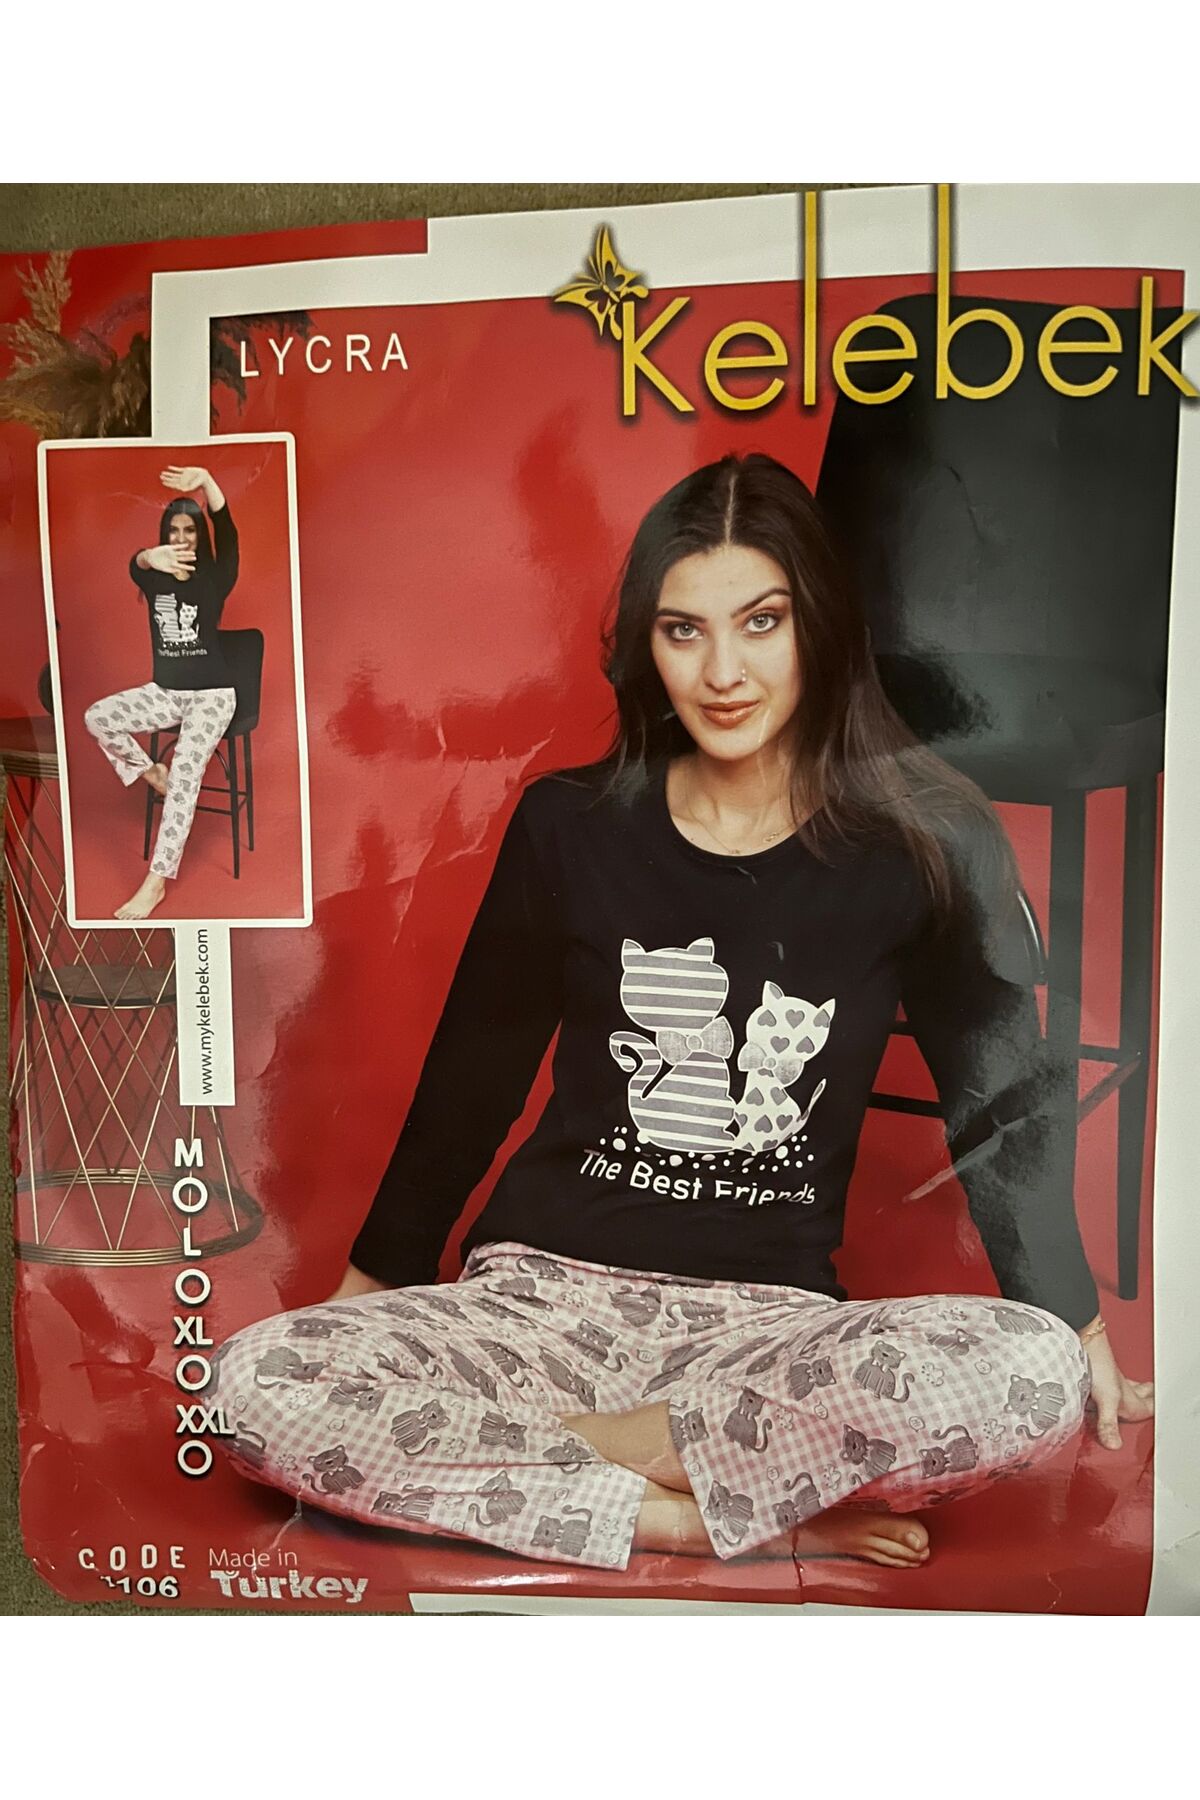 LYCRA
Kelebek
The Best Friends
www.mykelebek.com
The Best Friends
M
L
XL
XXL
CODE
Made in
Turkey